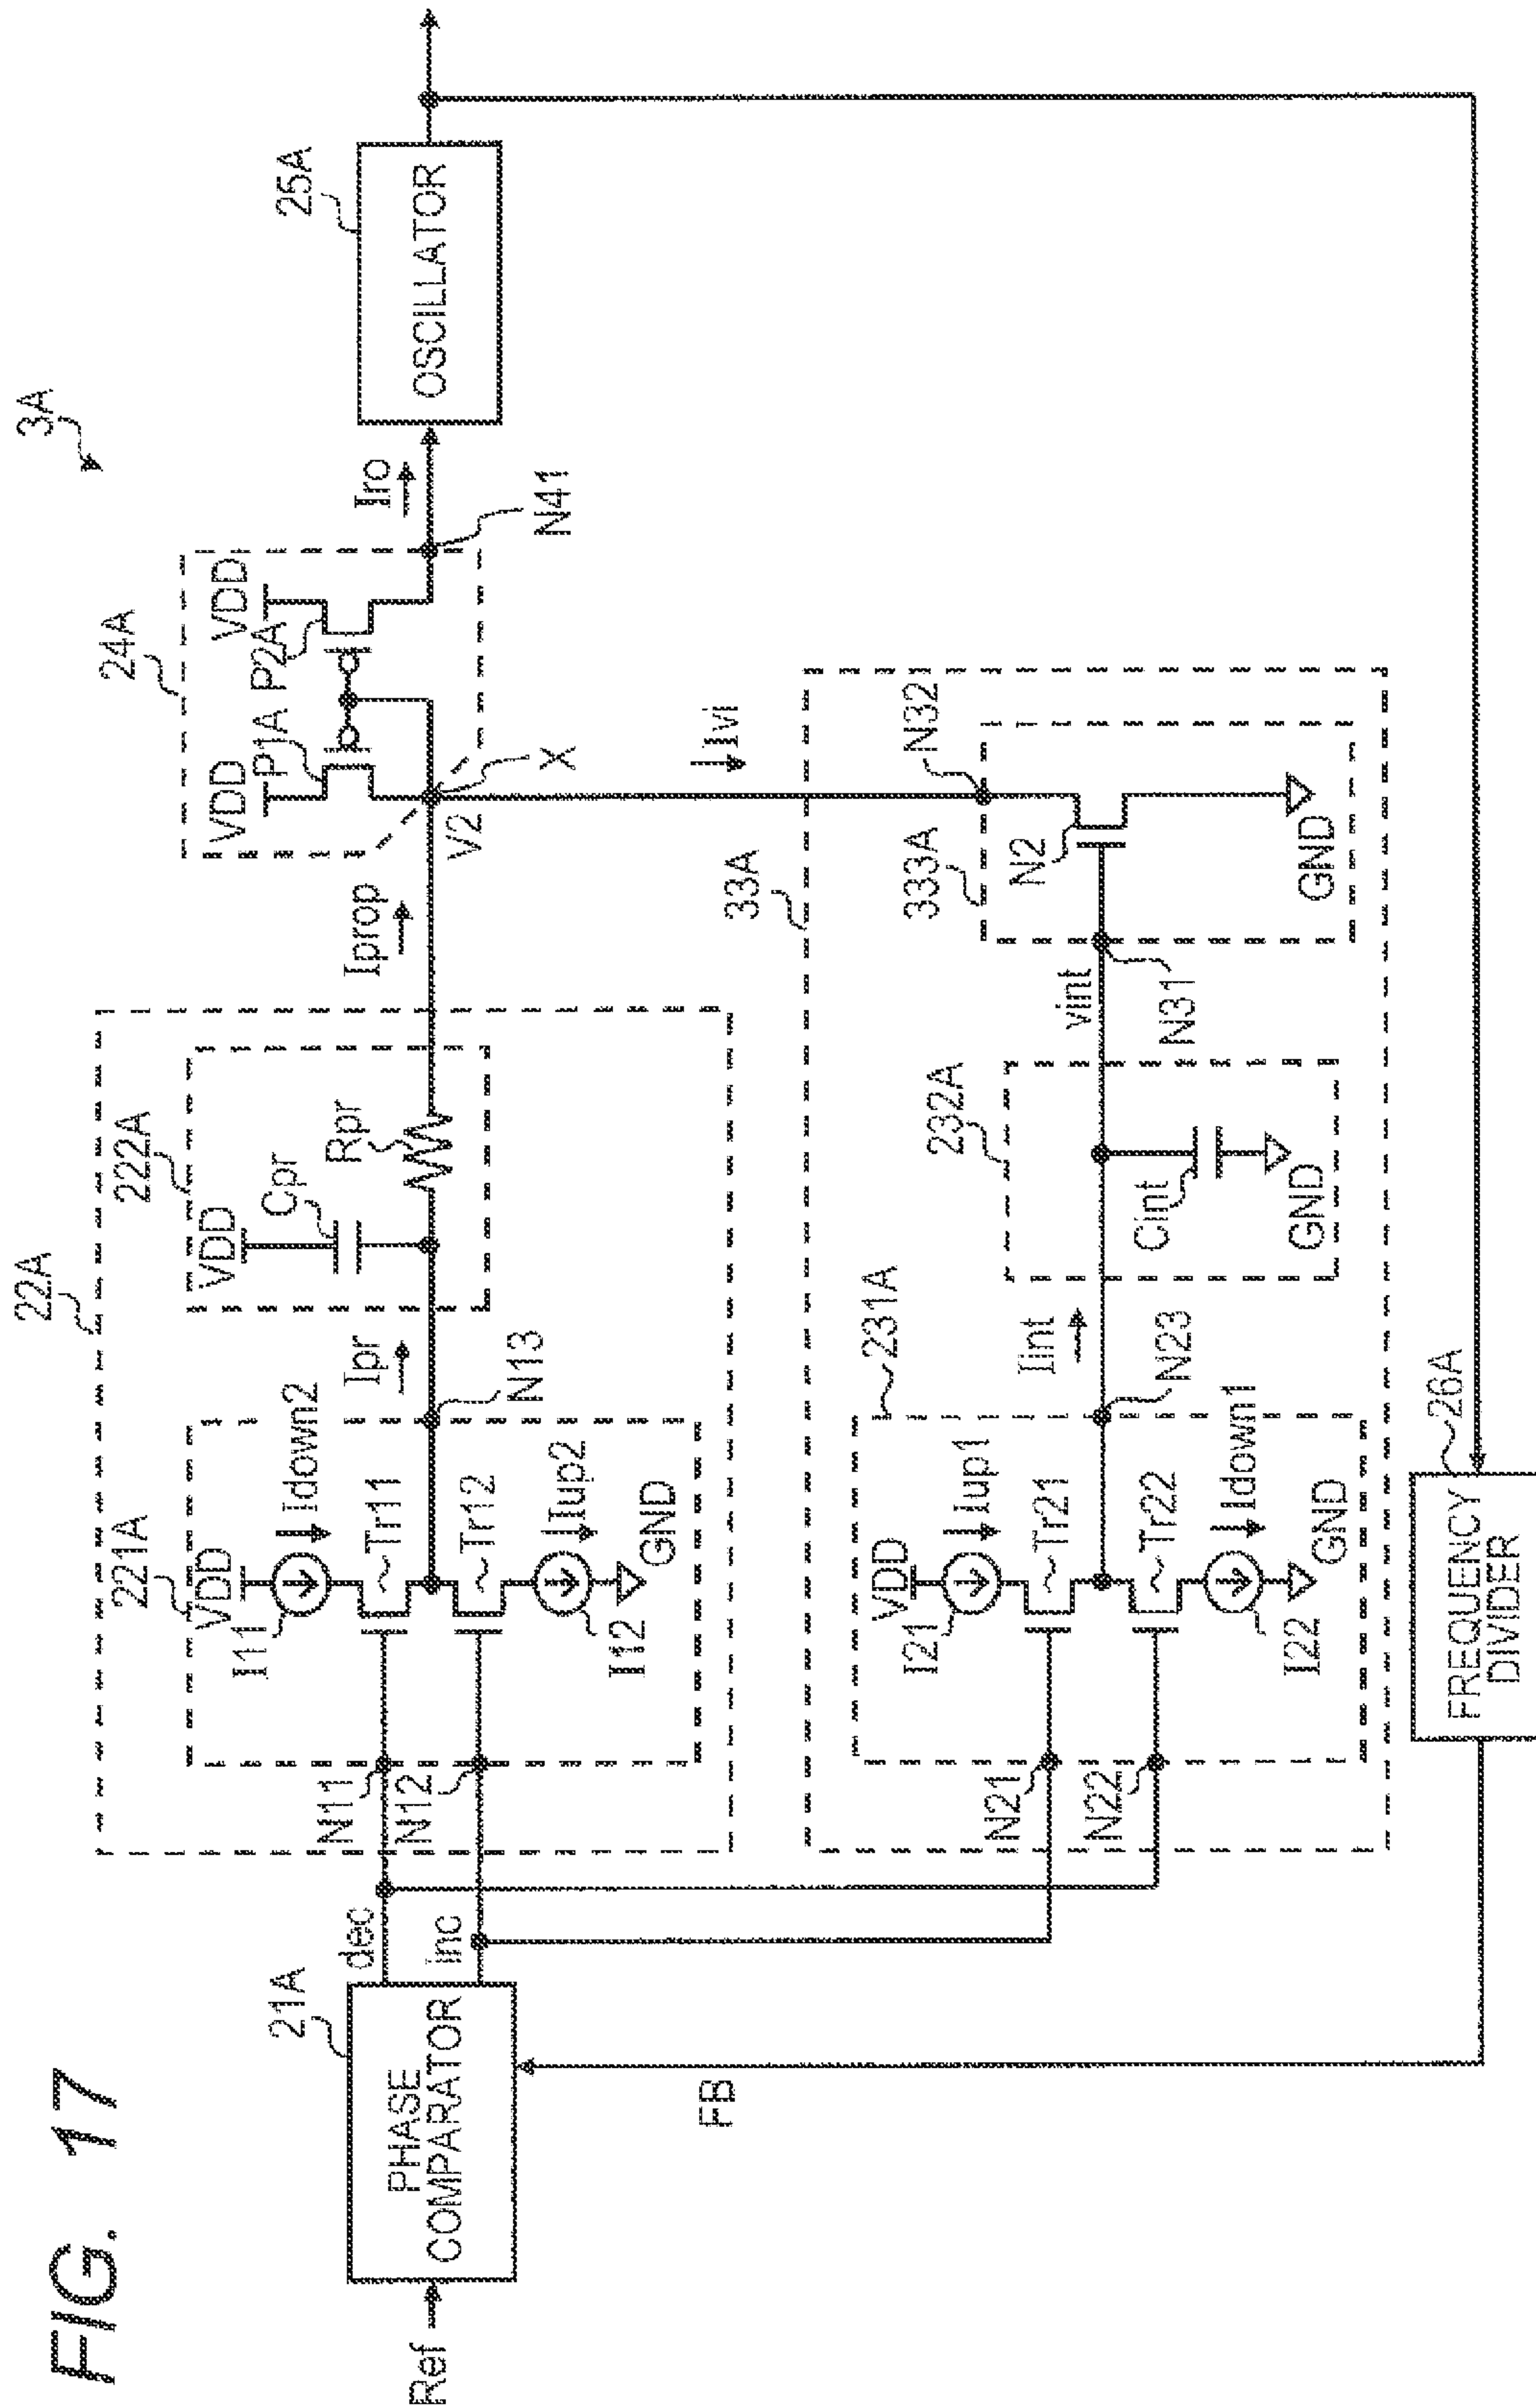 FIG. 17
3A
22A
24A
221A
222A
25A
VDD
VDD
VDD
VDD
I11
Idown2
Cpr
P1A
P2A
21A
Tr11
Ipr
Rpr
Iprop
Iro
dec
N11
Ref
PHASE
COMPARATOR
OSCILLATOR
inc
N12
Tr12
N13
V2
X
N41
I12
Iup2
GND
FB
Ivi
33A
231A
232A
333A
N32
VDD
I21
Iup1
N21
Tr21
Iint
vint
N2
N22
Tr22
N23
Cint
N31
I22
Idown1
GND
GND
GND
26A
FREQUENCY
DIVIDER